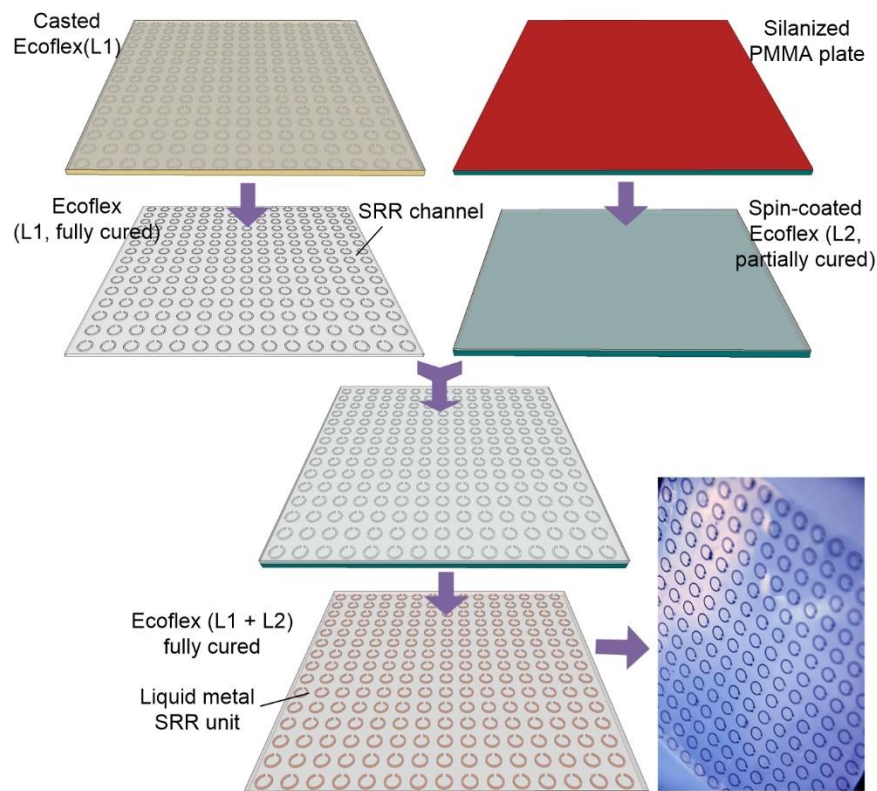 Casted
Ecoflex(L1)
Silanized
PMMA plate
Ecoflex
(L1, fully cured)
SRR channel
Spin-coated
Ecoflex (L2,
partially cured)
Ecoflex (L1 + L2)
fully cured
Liquid metal
SRR unit